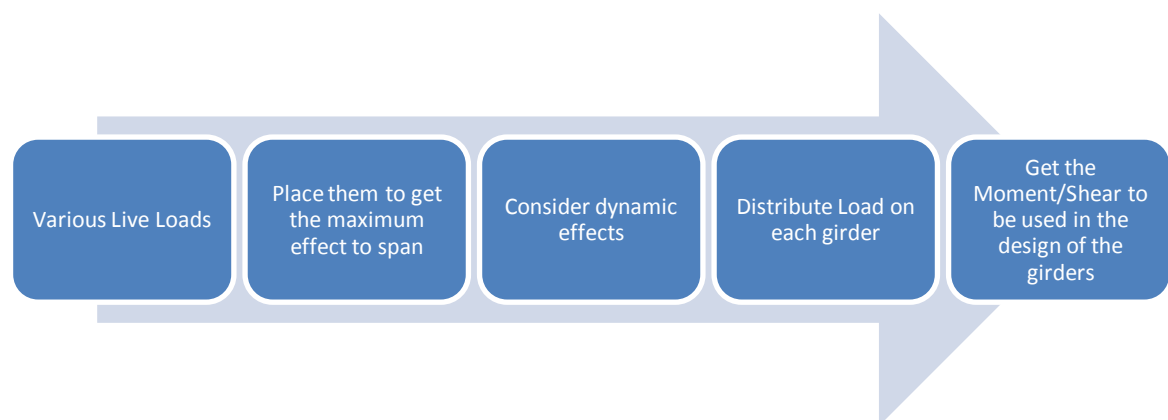 Various Live Loads
Place them to get
the maximum
effect to span
Consider dynamic
effects
Distribute Load on
each girder
Get the
Moment/Shear to
be used in the
design of the
girders